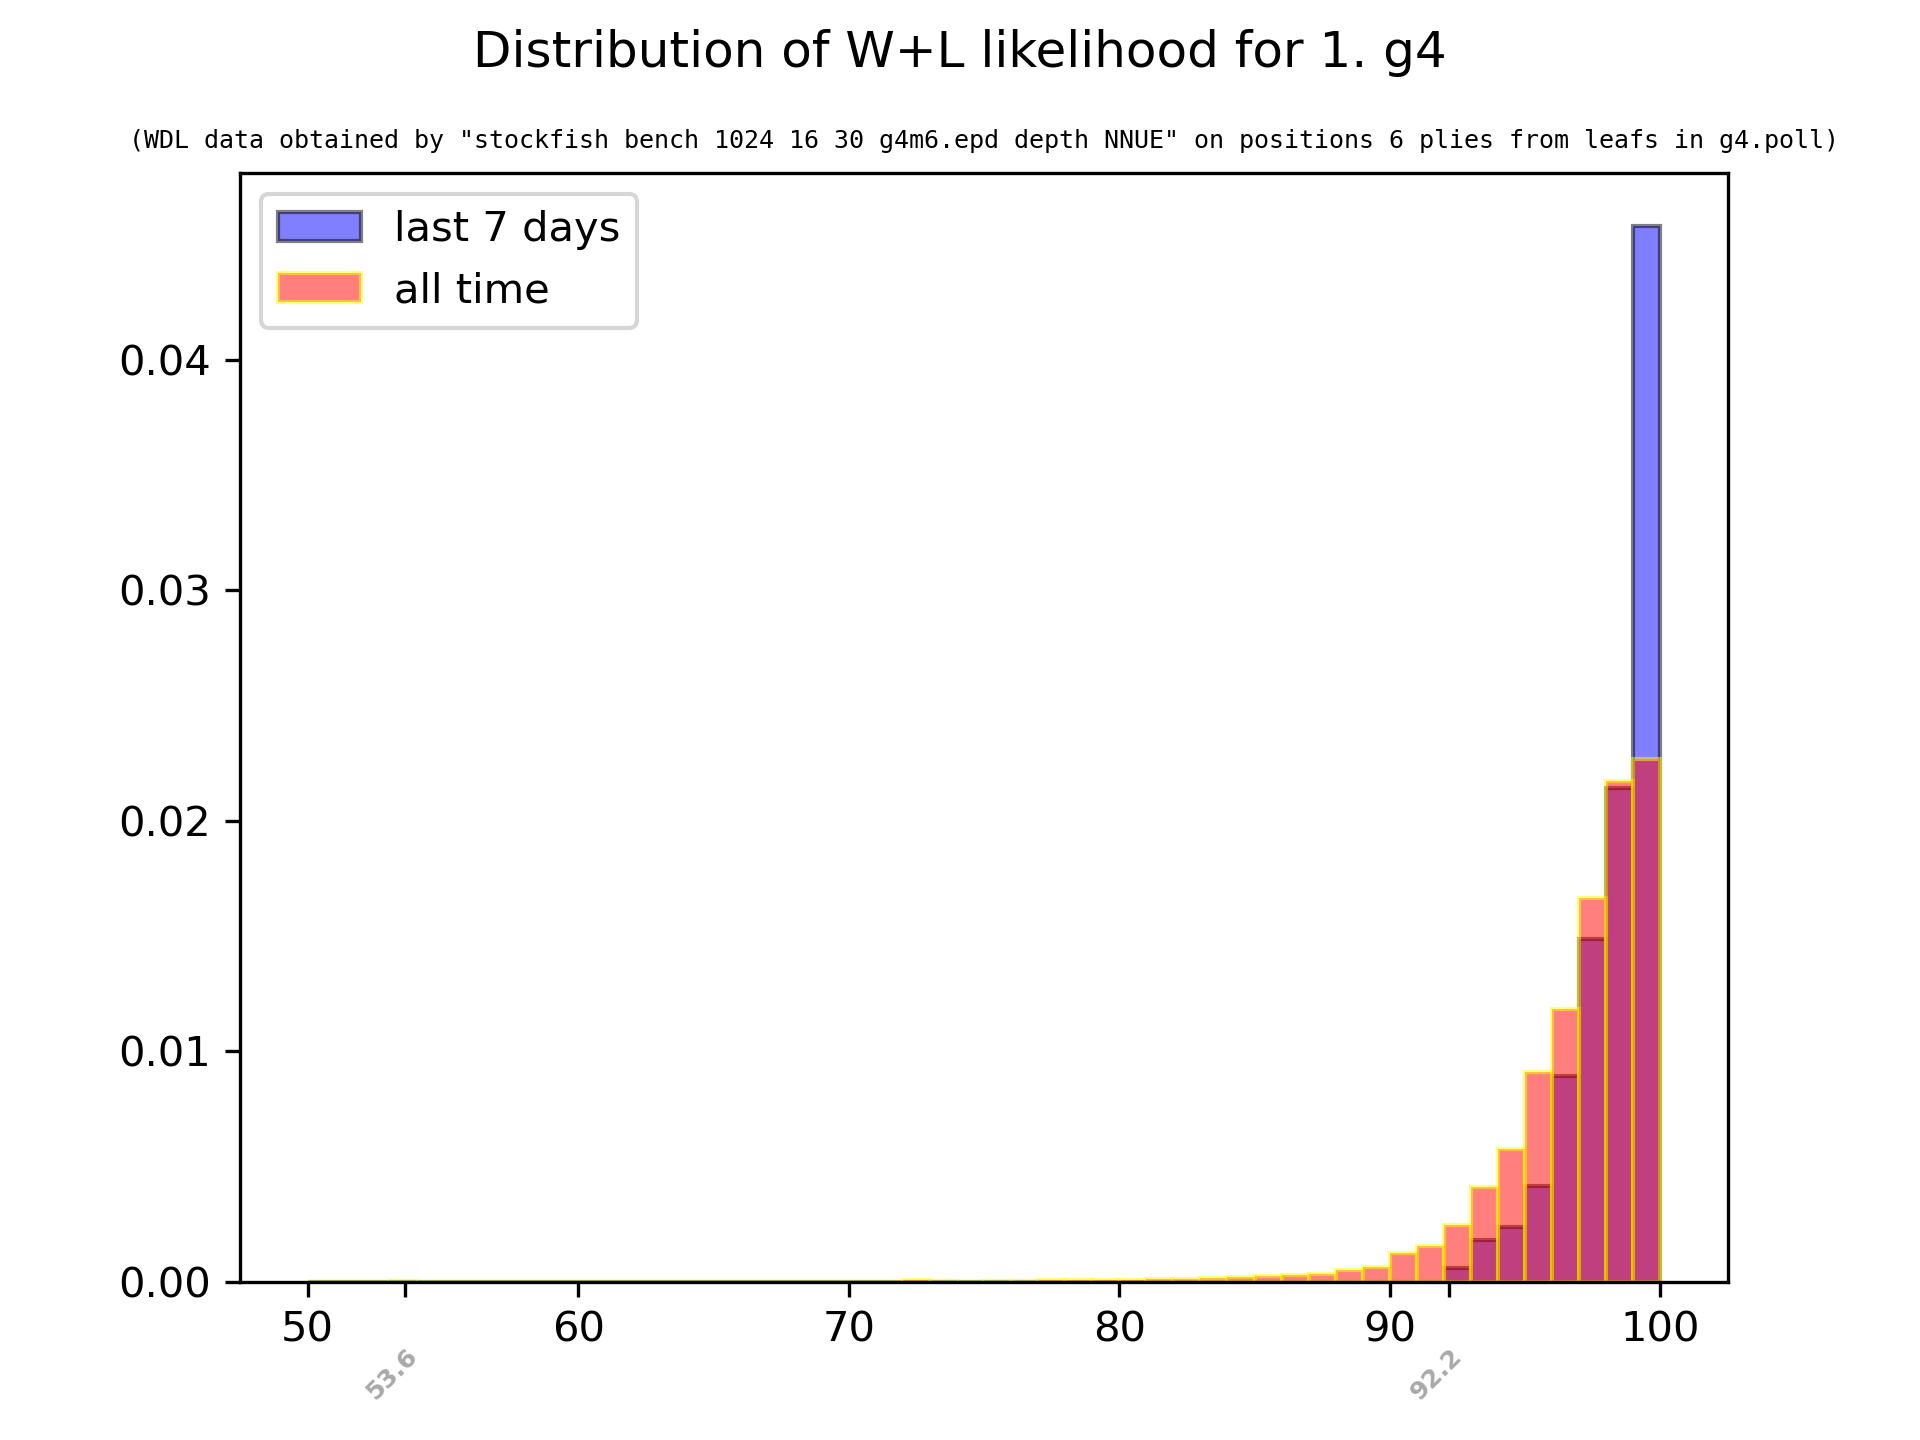 Distribution of W+L likelihood for 1. g4
(WDL data obtained by "stockfish bench 1024 16 30 g4m6.epd depth NNUE" on positions 6 plies from leafs in g4.poll)
last 7 days
all time
0.04
0.03
0.02
0.01
0.00
50 60 70 80 90 100
53.6 92.2